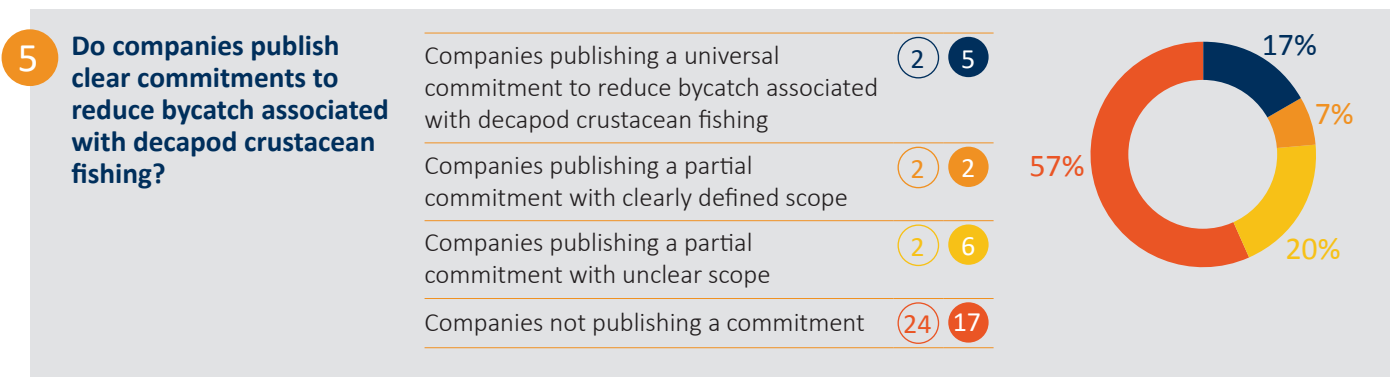 5
Do companies publish
clear commitments to
reduce bycatch associated
with decapod crustacean
fishing?
Companies publishing a universal
commitment to reduce bycatch associated
with decapod crustacean fishing
2 5
Companies publishing a partial
commitment with clearly defined scope
2 2
Companies publishing a partial
commitment with unclear scope
2 6
Companies not publishing a commitment
24 17
17%
7%
57%
20%